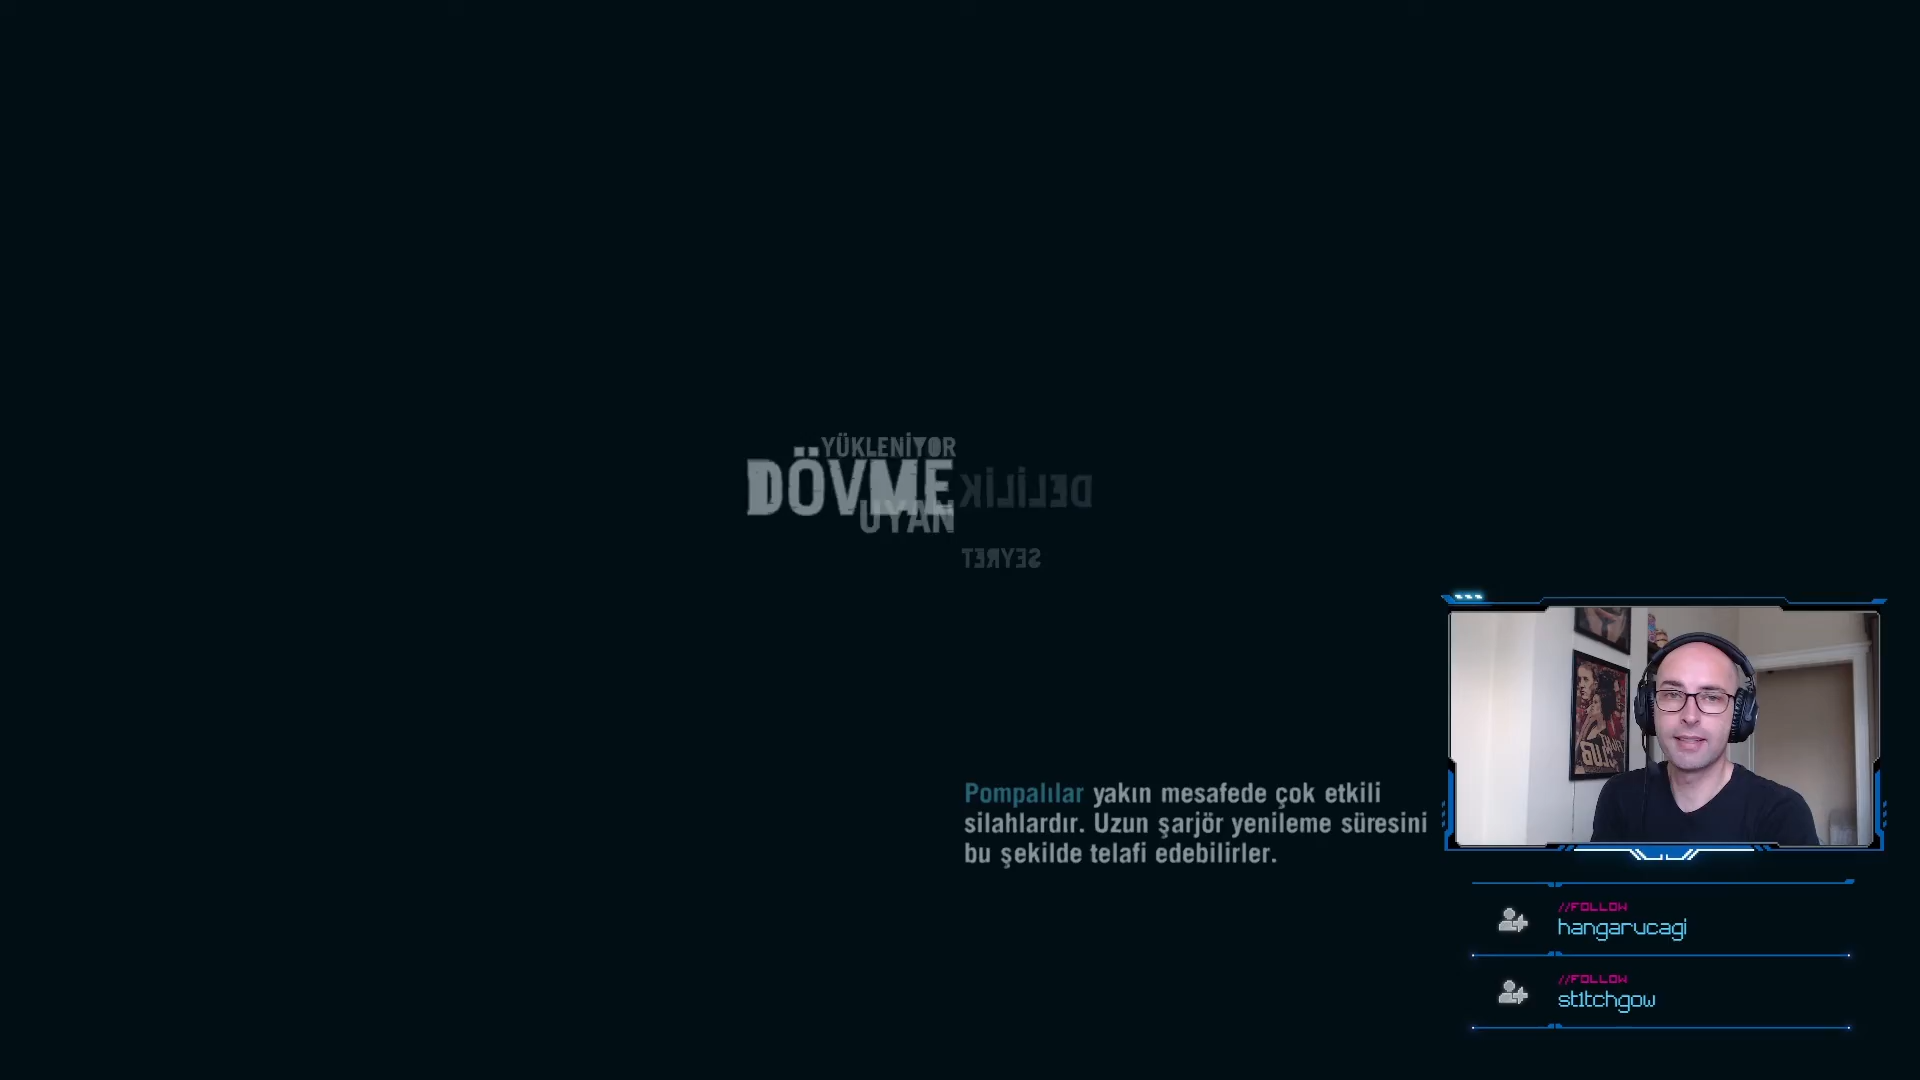 YÜKLENİYOR
DÖVME
DELİLİK
UYAN
SEYRET
Pompalılar yakın mesafede çok etkili
silahlardır. Uzun şarjör yenileme süresini
bu şekilde telafi edebilirler.
CLUB
//FOLLOW
hangarucagi
//FOLLOW
st1tchgow